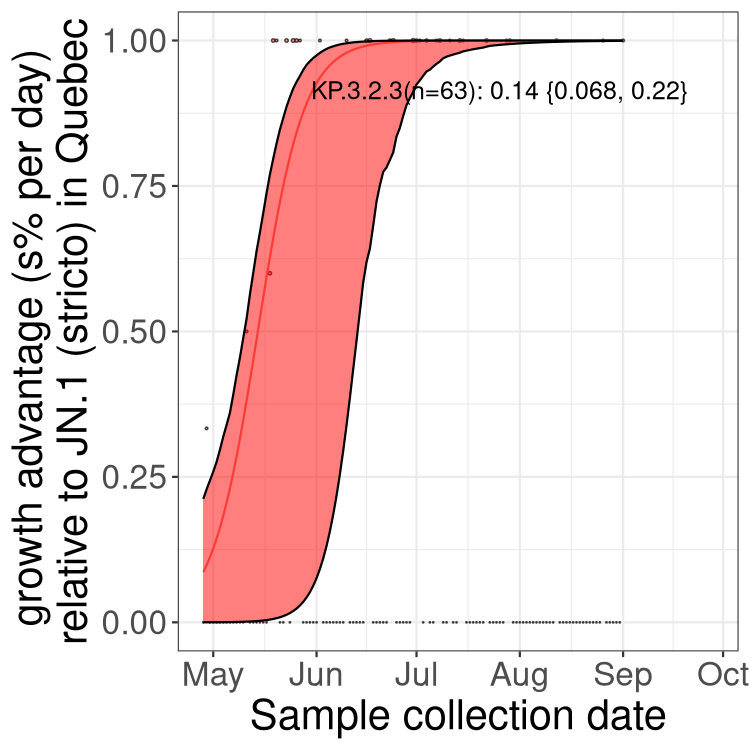 growth advantage (s% per day)
relative to JN.1 (stricto) in Quebec
1.00
0.75
0.50
0.25
0.00
KP.3.2.3(n=63): 0.14 {0.068, 0.22}
May Jun Jul Aug Sep Oct
Sample collection date